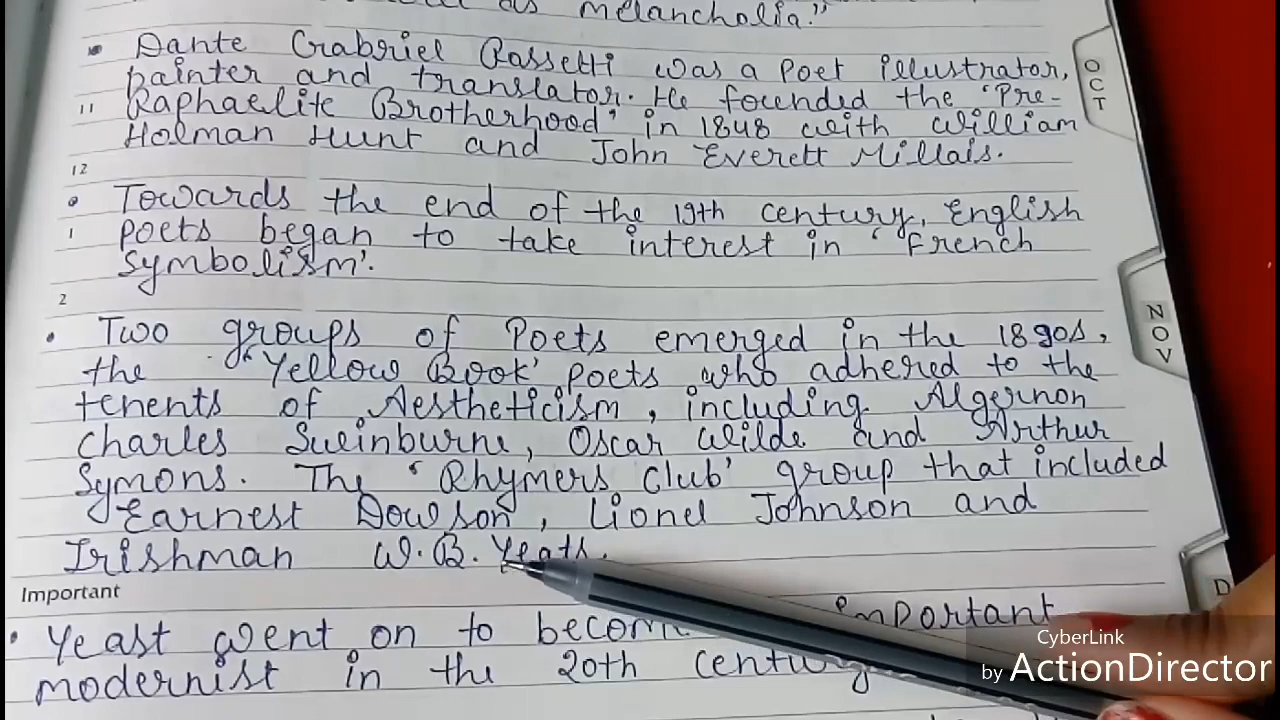 as melancholia."
• Dante Gabriel Rassetti was a Poet illustrator,
painter and translator. He founded the 'Pre-
11 Raphaelite Brotherhood' in 1848 with William
Holman Hunt and John Everett Millais.
12
• Towards the end of the 19th century, English
1 Poets began to take interest in 'French
Symbolism'.
2
• Two groups of Poets emerged in the 1890s,
the 'Yellow Book' poets who adhered to the
tenents of Aestheticism, including Algernon
Charles Swinburne, Oscar Wilde and Arthur
Symons. The 'Rhymers Club' group that included
Earnest Dowson, Lionel Johnson and
Irishman W.B. Yeats.
Important
• Yeast went on to become important
modernist in the 20th century
OCT
NOV
D
CyberLink
by ActionDirector